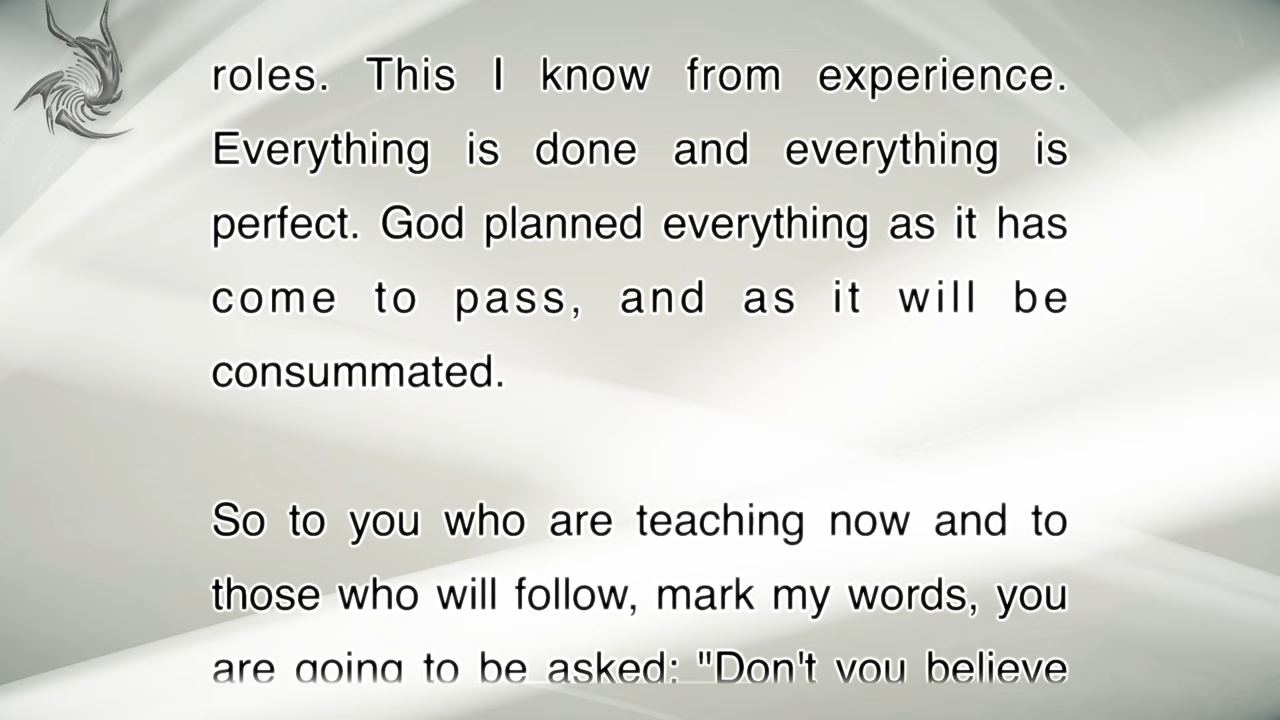 roles. This I know from experience.
Everything is done and everything is
perfect. God planned everything as it has
come to pass, and as it will be
consummated.
So to you who are teaching now and to
those who will follow, mark my words, you
are going to be asked: "Don't you believe